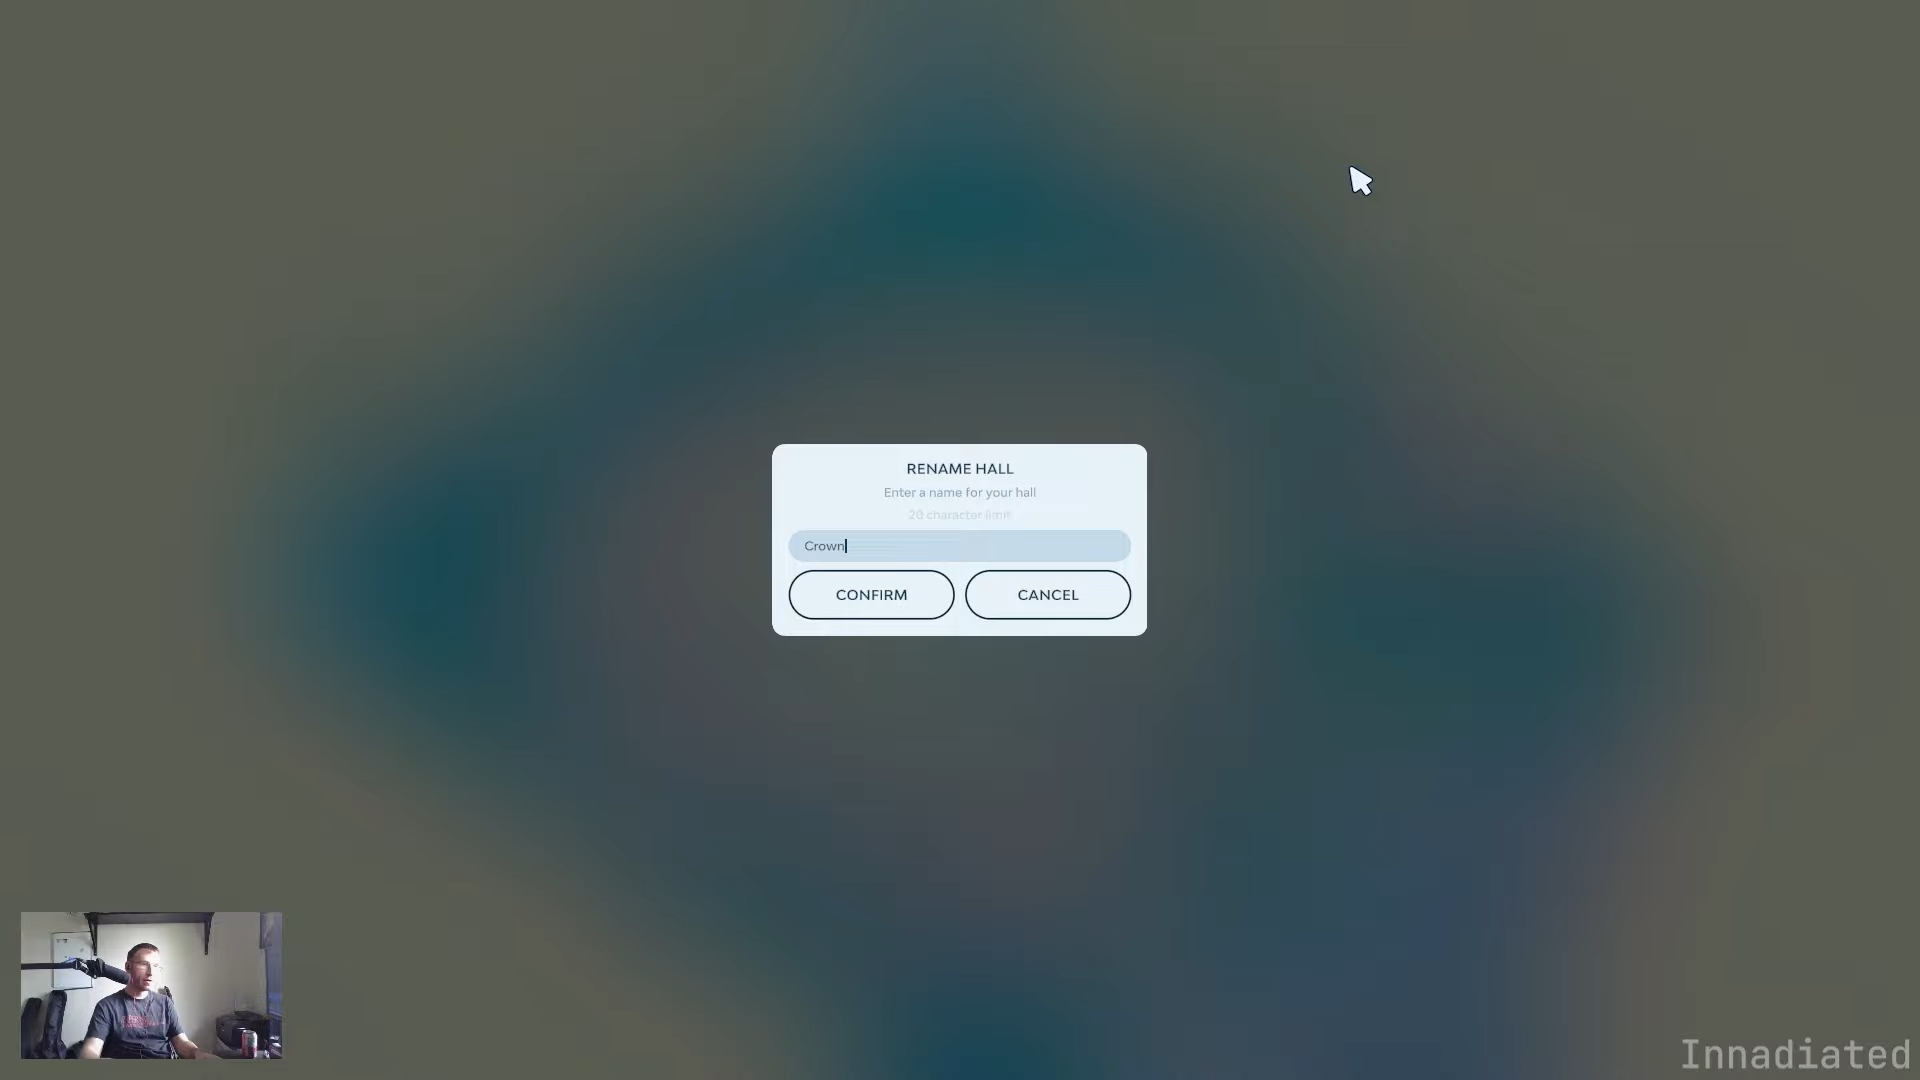 RENAME HALL
Enter a name for your hall
20 character limit
Crown
CONFIRM
CANCEL
Innadiated